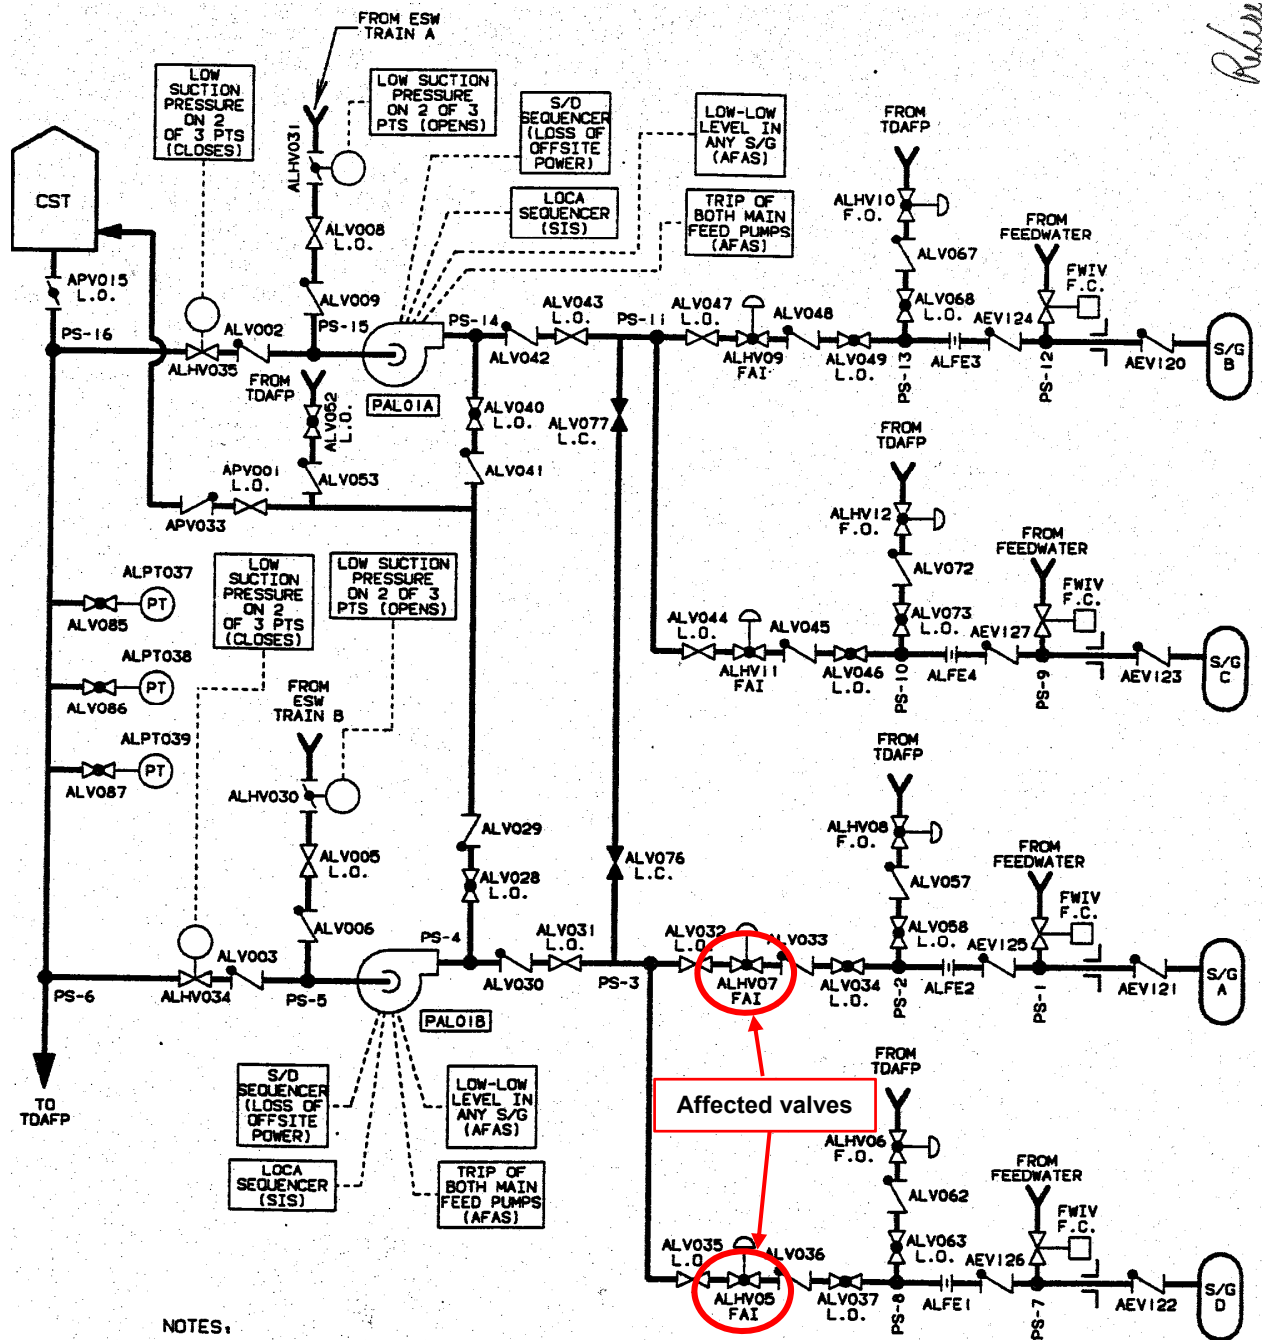 FROM ESW
TRAIN A
LOW
SUCTION
PRESSURE
ON 2
OF 3 PTS
(CLOSES)
ALHV031
LOW SUCTION
PRESSURE
ON 2 OF 3
PTS (OPENS)
S/D
SEQUENCER
(LOSS OF
OFFSITE
POWER)
LOW-LOW
LEVEL IN
ANY S/G
(AFAS)
FROM
TDAFP
LOCA
SEQUENCER
(SIS)
TRIP OF
BOTH MAIN
FEED PUMPS
(AFAS)
ALHV10
F.O.
CST
ALV008
L.O.
ALV067
FROM
FEEDWATER
APV015
L.O.
ALV009
FWIV
F.C.
PS-16
ALV002
PS-15
PS-14
ALV043
L.O.
PS-11
ALV047
L.O.
ALV048
ALV068
L.O.
AEV124
ALHV035
ALV042
ALHV09
FAI
ALV049
L.O.
PS-13
ALFE3
PS-12
AEV120
S/G
B
FROM
TDAFP
PAL01A
ALV052
L.O.
ALV040
L.O.
ALV077
L.C.
FROM
TDAFP
APV001
L.O.
ALV053
ALV041
APV033
ALHV12
F.O.
FROM
FEEDWATER
LOW
SUCTION
PRESSURE
ON 2
OF 3 PTS
(CLOSES)
LOW SUCTION
PRESSURE
ON 2 OF 3
PTS (OPENS)
ALPT037
PT
ALV085
ALV072
FWIV
F.C.
ALV044
L.O.
ALV045
ALV073
L.O.
AEV127
ALHV11
FAI
ALV046
L.O.
PS-10
ALFE4
PS-9
AEV123
S/G
C
ALPT038
PT
ALV086
FROM
ESW
TRAIN B
ALPT039
PT
ALV087
ALHV030
FROM
TDAFP
ALHV08
F.O.
FROM
FEEDWATER
ALV029
ALV005
L.O.
ALV028
L.O.
ALV076
L.C.
ALV057
FWIV
F.C.
ALV006
PS-4
ALV031
L.O.
ALV032
L.O.
ALV033
ALV058
L.O.
AEV125
PS-6
ALHV034
ALV003
PS-5
ALV030
PS-3
ALHV07
FAI
ALV034
L.O.
PS-2
ALFE2
PS-1
AEV121
S/G
A
PAL01B
TO
TDAFP
S/D
SEQUENCER
(LOSS OF
OFFSITE
POWER)
LOW-LOW
LEVEL IN
ANY S/G
(AFAS)
Affected valves
FROM
TDAFP
ALHV06
F.O.
LOCA
SEQUENCER
(SIS)
TRIP OF
BOTH MAIN
FEED PUMPS
(AFAS)
FROM
FEEDWATER
ALV062
FWIV
F.C.
ALV035
L.O.
ALV036
ALV063
L.O.
AEV126
ALHV05
FAI
ALV037
L.O.
PS-8
ALFE1
PS-7
AEV122
S/G
D
NOTES: